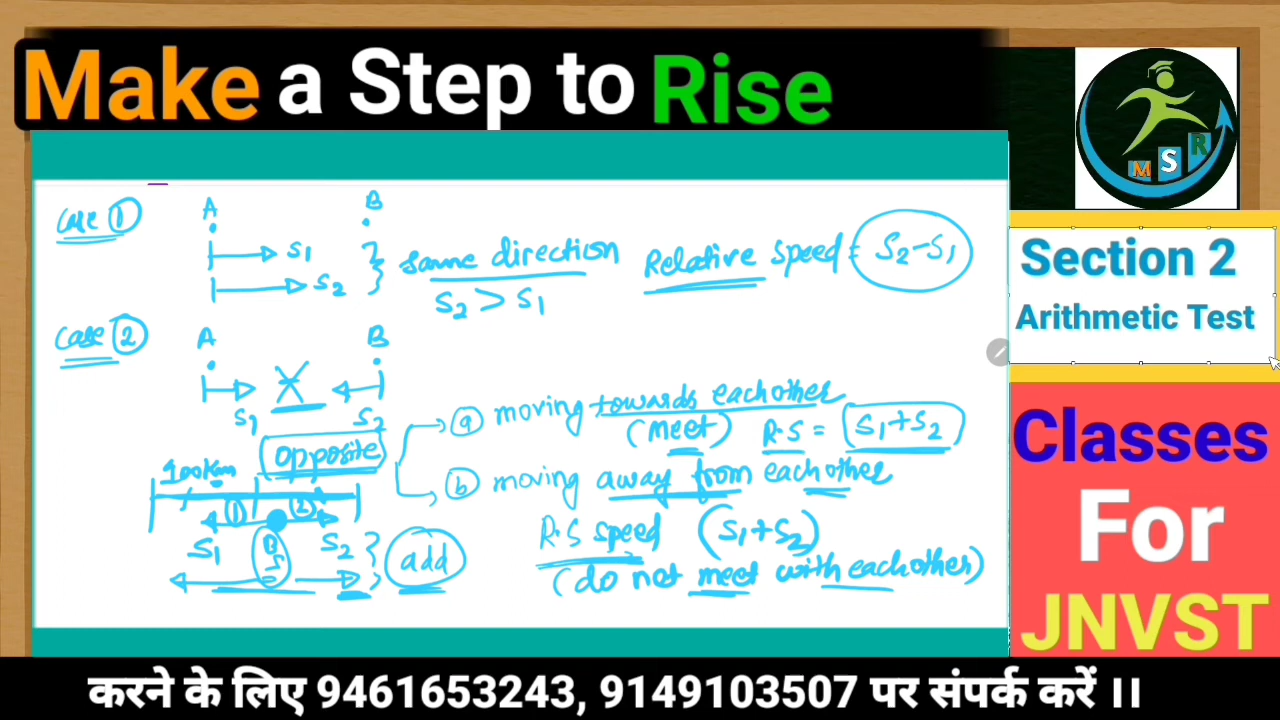 Make a Step to Rise
M S R
Section 2
Arithmetic Test
Classes
For
JNVST
Case 1
A B
S1
S2
Same direction
S2 > S1
Relative speed = S2-S1
Case 2
A B
S1 S2
opposite
a moving towards eachother
(meet) R.S = S1+S2
b moving away from eachother
R.S speed (S1+S2)
(do not meet with eachother)
1 2
S1 S2
add
करने के लिए 9461653243, 9149103507 पर संपर्क करें ।।